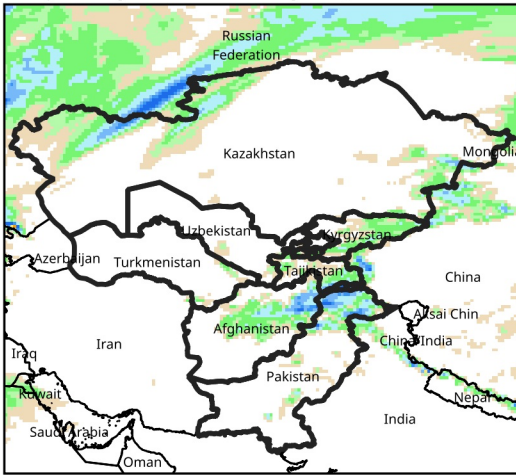 Russian
Federation
Kazakhstan
Mongolia
Uzbekistan
Kyrgyzstan
Azerbaijan
Turkmenistan
Tajikistan
China
Aksai Chin
Afghanistan
China/India
Iran
Iraq
Pakistan
Kuwait
Nepal
India
Saudi Arabia
Oman